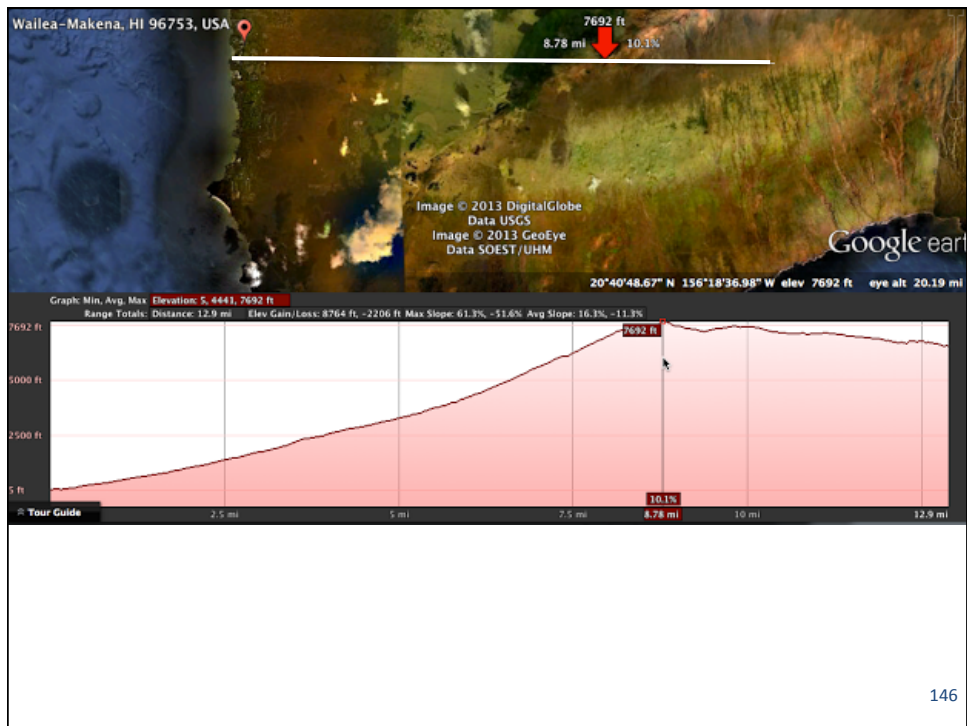 Wailea-Makena, HI 96753, USA
7692 ft
8.78 mi 10.1%
Image © 2013 DigitalGlobe
Data USGS
Image © 2013 GeoEye
Data SOEST/UHM
Google eart
20°40'48.67" N 156°18'36.98" W elev 7692 ft eye alt 20.19 mi
Graph: Min, Avg, Max Elevation: 5, 4441, 7692 ft
Range Totals: Distance: 12.9 mi Elev Gain/Loss: 8764 ft, -2206 ft Max Slope: 61.3%, -51.6% Avg Slope: 16.3%, -11.3%
7692 ft
7692 ft
5000 ft
2500 ft
5 ft
10.1%
Tour Guide
2.5 mi 5 mi 7.5 mi 8.78 mi 10 mi 12.9 mi
146